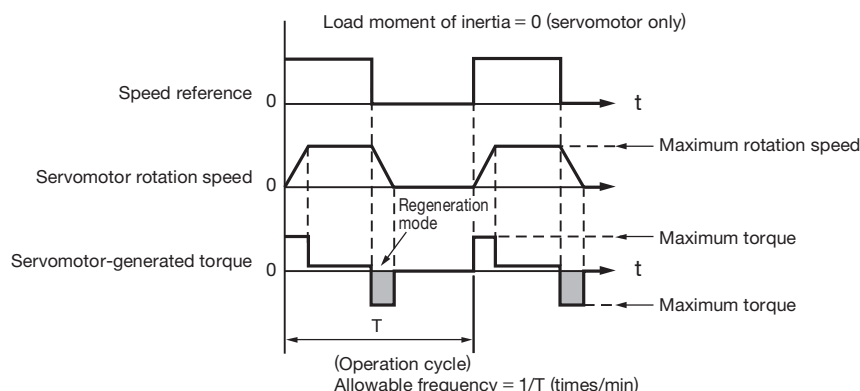 Load moment of inertia = 0 (servomotor only)
Speed reference
0
t
Maximum rotation speed
Servomotor rotation speed
0
Regeneration
mode
Maximum torque
Servomotor-generated torque
0
t
Maximum torque
T
(Operation cycle)
Allowable frequency = 1/T (times/min)